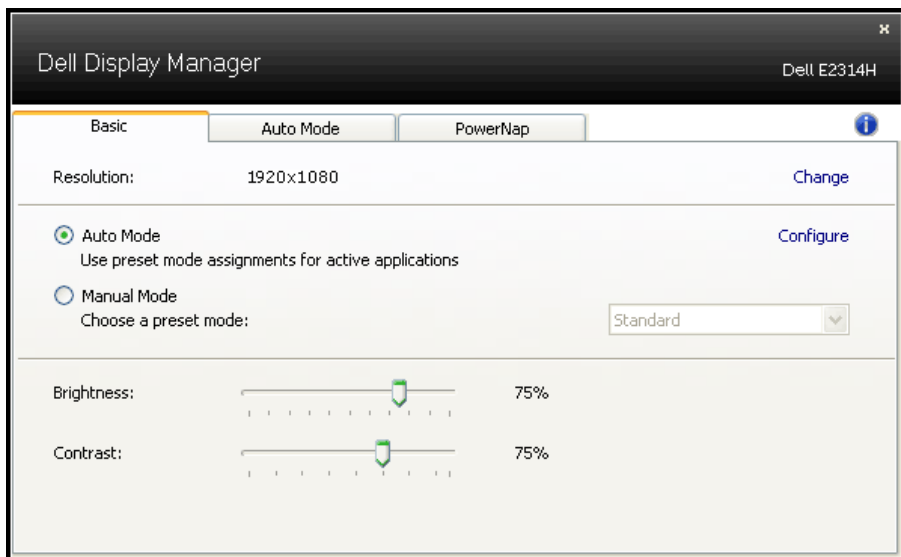 Dell Display Manager
Dell E2314H
Basic
Auto Mode
PowerNap
Resolution:
1920x1080
Change
Auto Mode
Configure
Use preset mode assignments for active applications
Manual Mode
Choose a preset mode:
Standard
Brightness:
75%
Contrast:
75%